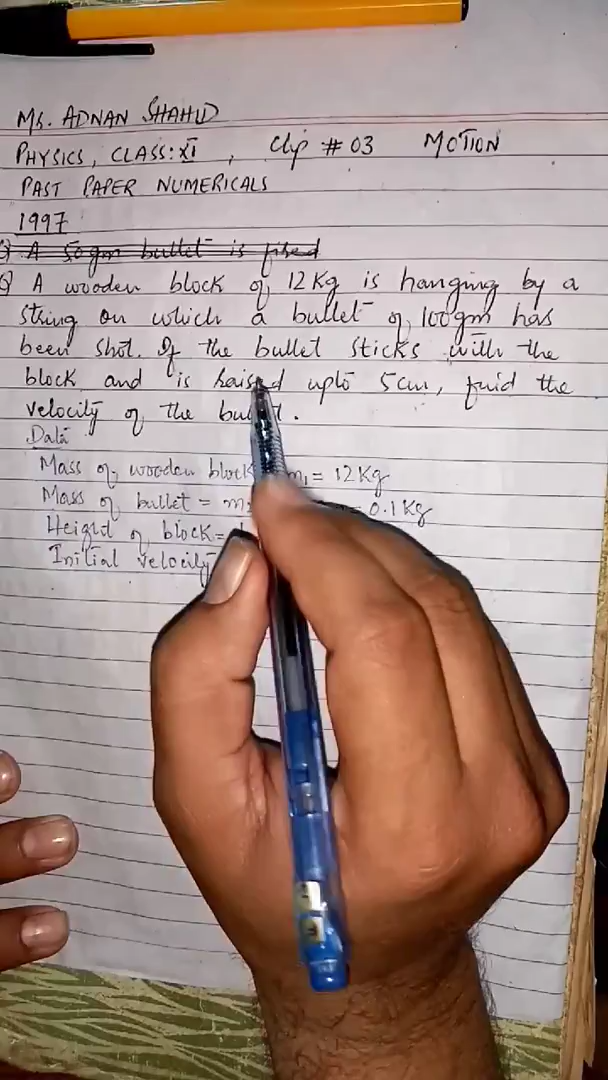 Mr. ADNAN SHAHID
PHYSICS, CLASS: XI, Clip # 03 MOTION
PAST PAPER NUMERICALS
1997
Q) A 50gm bullet is fired
Q A wooden block of 12 Kg is hanging by a
string on which a bullet of 100gm has
been shot. If the bullet sticks with the
block and is raised upto 5cm, find the
velocity of the bullet.
Data
Mass of wooden block m₁ = 12 Kg
Mass of bullet = m = 0.1 Kg
Height of block =
Initial velocity